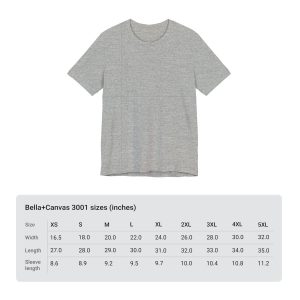 Bella+Canvas 3001 sizes (inches)
Size XS S M L XL 2XL 3XL 4XL 5XL
Width 16.5 18.0 20.0 22.0 24.0 26.0 28.0 30.0 32.0
Length 27.0 28.0 29.0 30.0 31.0 32.0 33.0 34.0 35.0
Sleeve
length 8.6 8.9 9.2 9.5 9.7 10.0 10.4 10.8 11.2